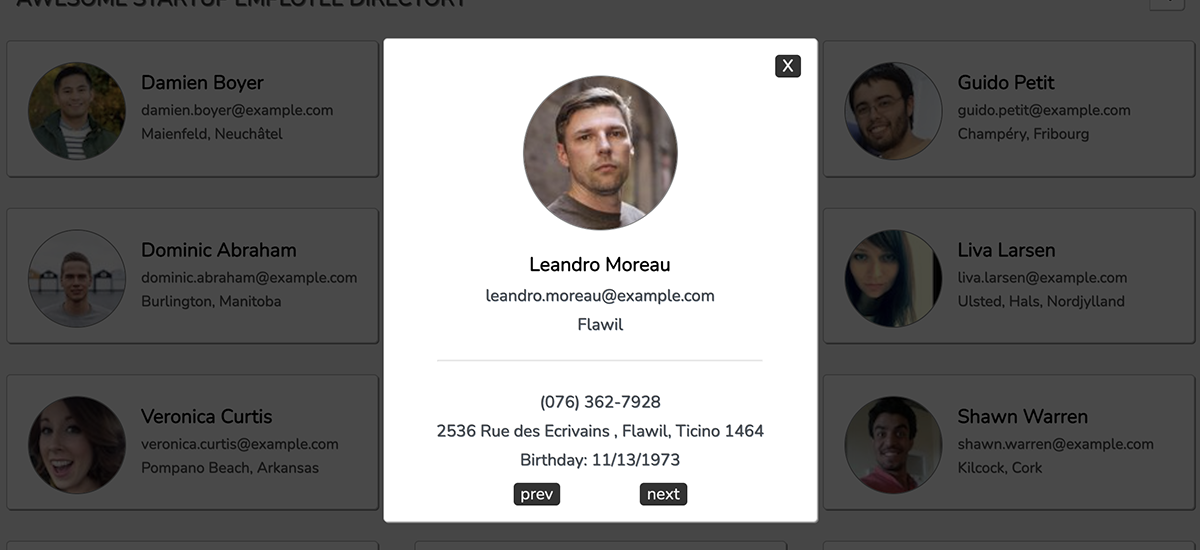 AWESOME STARTUP EMPLOYEE DIRECTORY
Damien Boyer
damien.boyer@example.com
Maienfeld, Neuchâtel
Dominic Abraham
dominic.abraham@example.com
Burlington, Manitoba
Veronica Curtis
veronica.curtis@example.com
Pompano Beach, Arkansas
X
Leandro Moreau
leandro.moreau@example.com
Flawil
(076) 362-7928
2536 Rue des Ecrivains , Flawil, Ticino 1464
Birthday: 11/13/1973
prev
next
Guido Petit
guido.petit@example.com
Champéry, Fribourg
Liva Larsen
liva.larsen@example.com
Ulsted, Hals, Nordjylland
Shawn Warren
shawn.warren@example.com
Kilcock, Cork